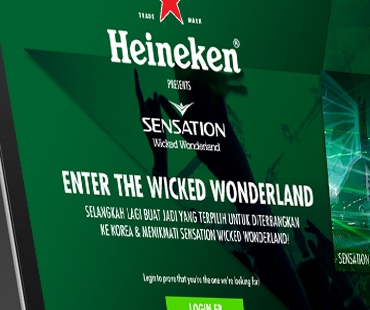 TRADE MARK
Heineken®
PRESENTS
SENSATION
Wicked Wonderland
ENTER THE WICKED WONDERLAND
SELANGKAH LAGI BUAT JADI YANG TERPILIH UNTUK DITERBANGKAN
KE KOREA & MENIKMATI SENSATION WICKED WONDERLAND!
SENSATION
Login to prove that you're the one we're looking for!
LOGIN FB